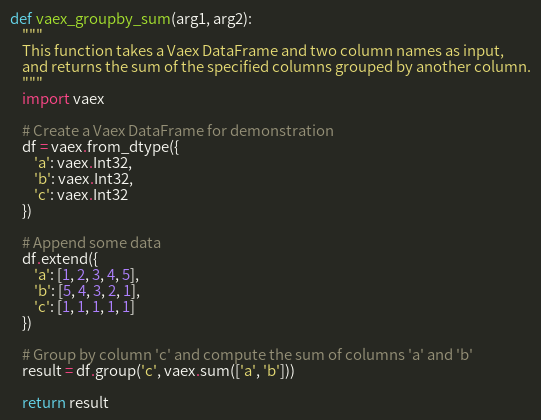 def vaex_groupby_sum(arg1, arg2):
    """
    This function takes a Vaex DataFrame and two column names as input,
    and returns the sum of the specified columns grouped by another column.
    """
    import vaex

    # Create a Vaex DataFrame for demonstration
    df = vaex.from_dtype({
        'a': vaex.Int32,
        'b': vaex.Int32,
        'c': vaex.Int32
    })

    # Append some data
    df.extend({
        'a': [1, 2, 3, 4, 5],
        'b': [5, 4, 3, 2, 1],
        'c': [1, 1, 1, 1, 1]
    })

    # Group by column 'c' and compute the sum of columns 'a' and 'b'
    result = df.group('c', vaex.sum(['a', 'b']))

    return result